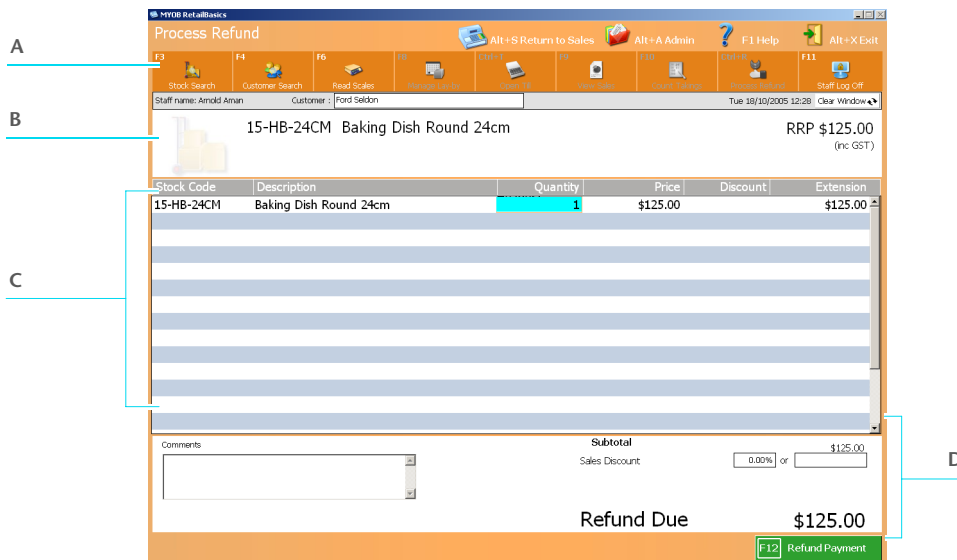 MYOB RetailBasics
Process Refund
Alt+S Return to Sales
Alt+A Admin
F1 Help
Alt+X Exit
A
F3
F4
F6
F11
Stock Search
Customer Search
Read Scales
Staff Log Off
Staff name: Arnold Aman
Customer :
Ford Seldon
Tue 18/10/2005 12:28
Clear Window
B
15-HB-24CM Baking Dish Round 24cm
RRP $125.00
(inc GST)
Stock Code Description Quantity Price Discount Extension
15-HB-24CM Baking Dish Round 24cm 1 $125.00 $125.00
C
Comments
Subtotal
$125.00
Sales Discount
0.00% or
D
Refund Due $125.00
F12 Refund Payment